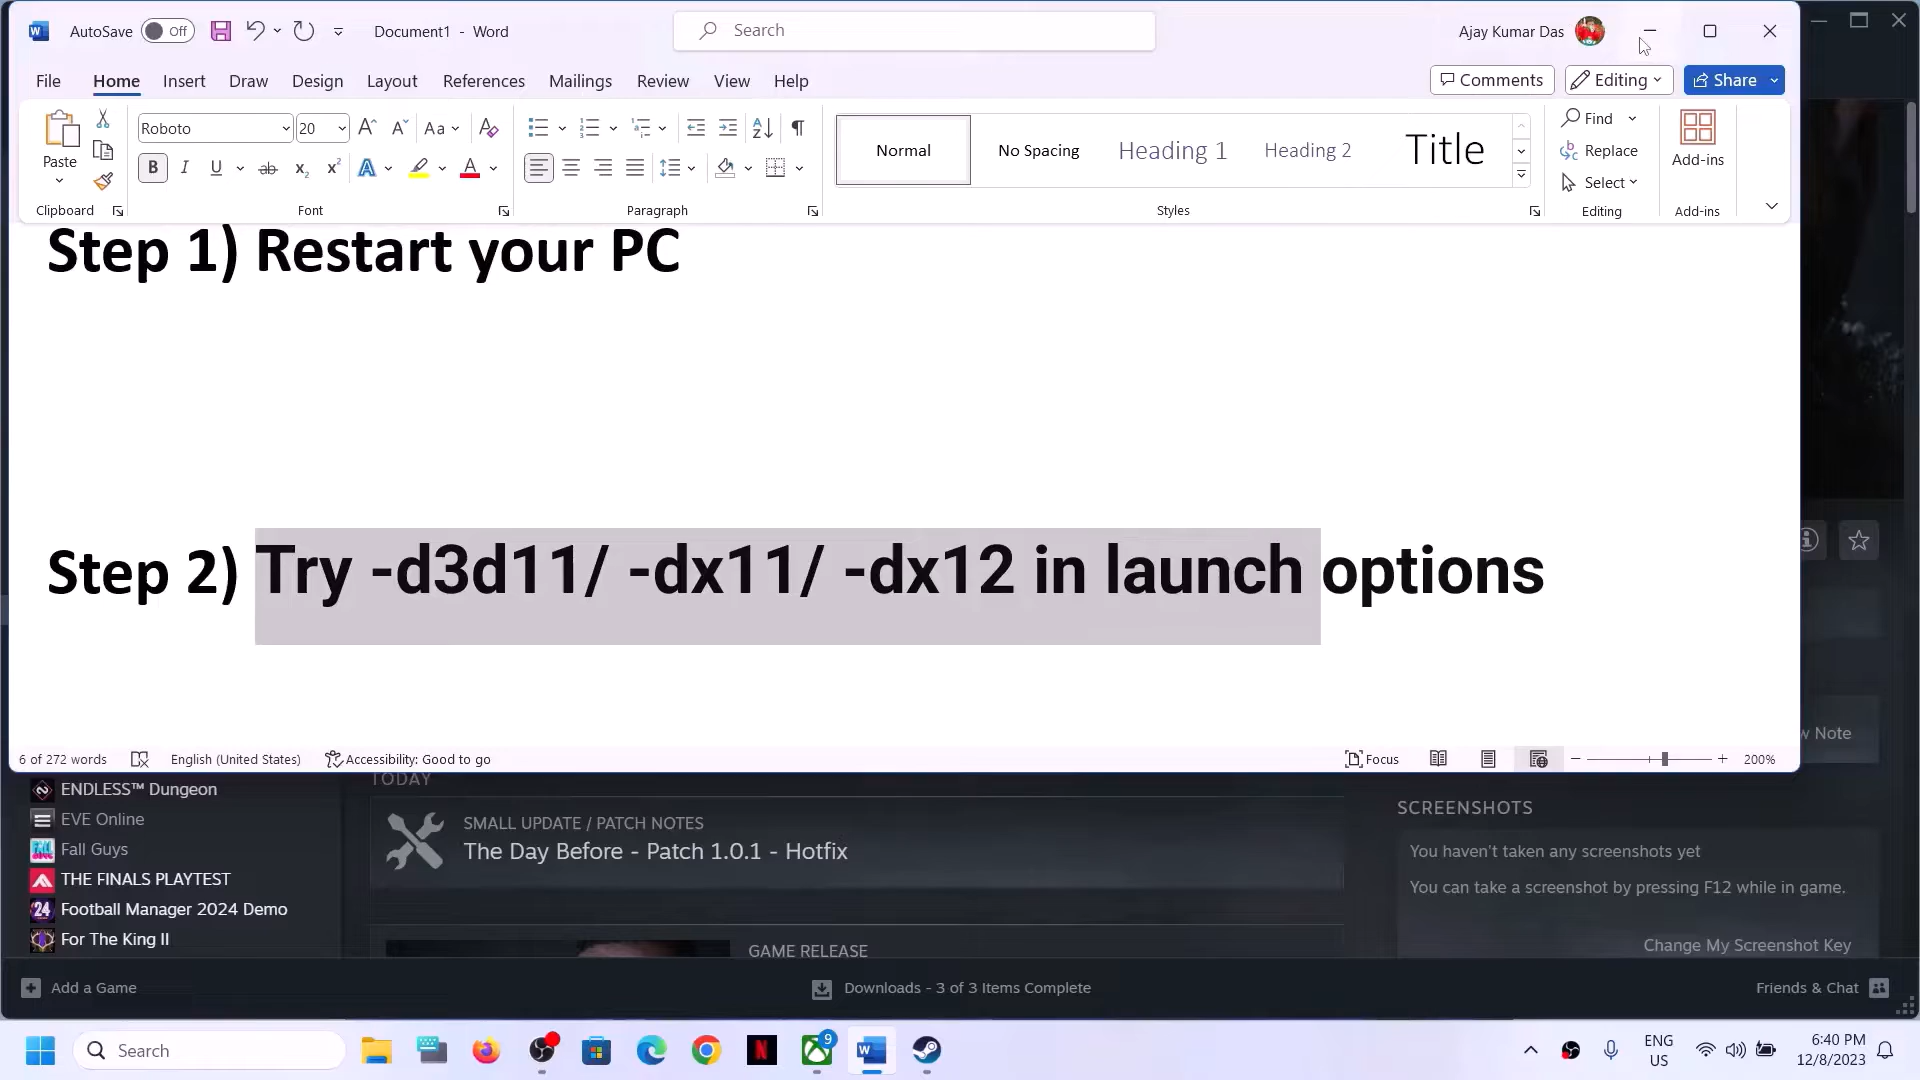 AutoSave Off
Document1 - Word
Search
Ajay Kumar Das
File Home Insert Draw Design Layout References Mailings Review View Help
Comments Editing Share
Paste
Roboto 20
Normal No Spacing Heading 1 Heading 2 Title
Find
Replace
Select
Add-ins
Clipboard Font Paragraph Styles Editing Add-ins
Step 1) Restart your PC
Step 2) Try -d3d11/ -dx11/ -dx12 in launch options
6 of 272 words English (United States) Accessibility: Good to go Focus 200%
w Note
TODAY
ENDLESS™ Dungeon
EVE Online
Fall Guys
THE FINALS PLAYTEST
Football Manager 2024 Demo
For The King II
SMALL UPDATE / PATCH NOTES
The Day Before - Patch 1.0.1 - Hotfix
GAME RELEASE
SCREENSHOTS
You haven't taken any screenshots yet
You can take a screenshot by pressing F12 while in game.
Change My Screenshot Key
Add a Game
Downloads - 3 of 3 Items Complete
Friends & Chat
Search
9
ENG
US
6:40 PM
12/8/2023